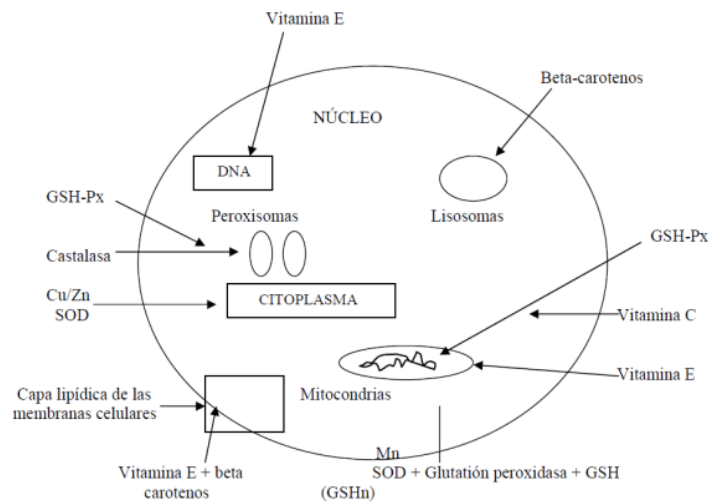 Vitamina E
Beta-carotenos
NÚCLEO
DNA
GSH-Px
Peroxisomas
Lisosomas
GSH-Px
Castalasa
Cu/Zn
SOD
CITOPLASMA
Vitamina C
Vitamina E
Capa lipídica de las
membranas celulares
Mitocondrias
Mn
SOD + Glutatión peroxidasa + GSH
Vitamina E + beta
carotenos
(GSHn)